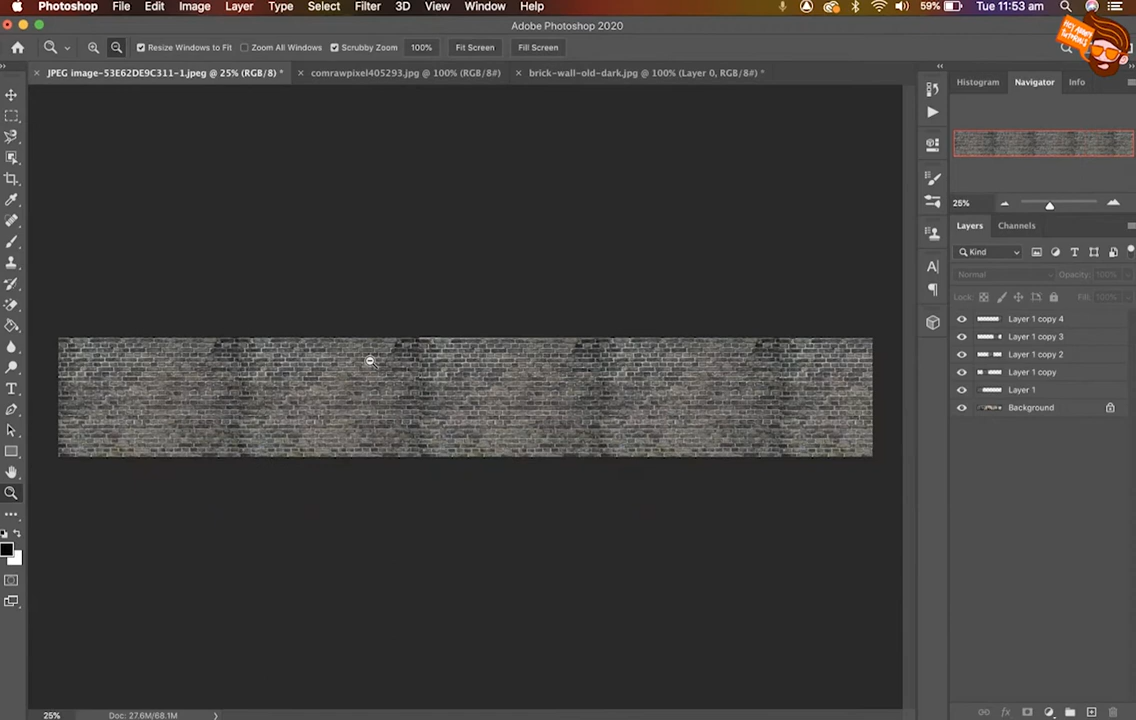 Photoshop File Edit Image Layer Type Select Filter 3D View Window Help 59% Tue 11:53 am
Adobe Photoshop 2020
Resize Windows to Fit Zoom All Windows Scrubby Zoom 100% Fit Screen Fill Screen
JPEG image-53E62DE9C311-1.jpeg @ 25% (RGB/8) * comrawpixel405293.jpg @ 100% (RGB/8#) brick-wall-old-dark.jpg @ 100% (Layer 0, RGB/8#) *
Histogram Navigator Info
25%
Layers Channels
Kind
Normal Opacity: 100%
Lock: Fill: 100%
Layer 1 copy 4
Layer 1 copy 3
Layer 1 copy 2
Layer 1 copy
Layer 1
Background
25% Doc: 27.6M/68.1M